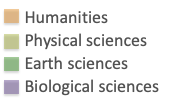 Humanities
Physical sciences
Earth sciences
Biological sciences